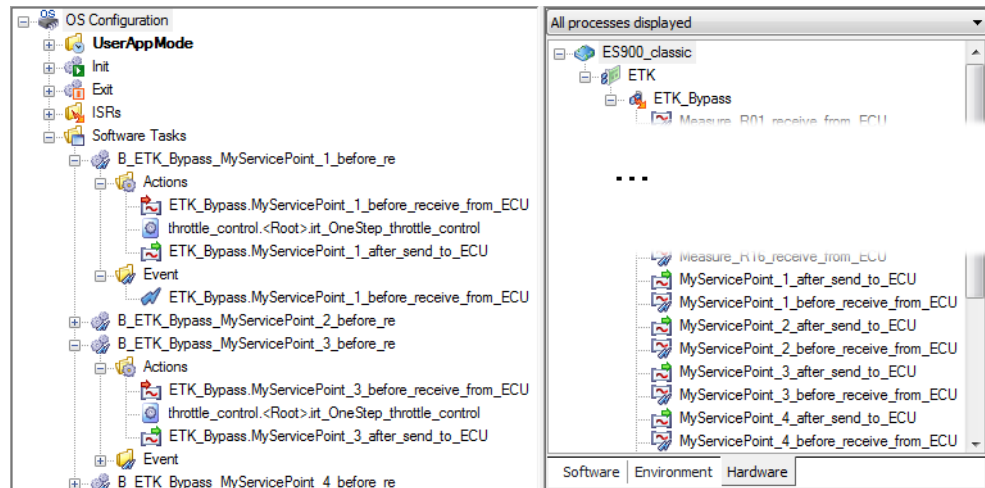 OS Configuration
UserAppMode
Init
Exit
ISRs
Software Tasks
B_ETK_Bypass_MyServicePoint_1_before_re
Actions
ETK_Bypass.MyServicePoint_1_before_receive_from_ECU
throttle_control.<Root>.irt_OneStep_throttle_control
ETK_Bypass.MyServicePoint_1_after_send_to_ECU
Event
ETK_Bypass.MyServicePoint_1_before_receive_from_ECU
B_ETK_Bypass_MyServicePoint_2_before_re
B_ETK_Bypass_MyServicePoint_3_before_re
Actions
ETK_Bypass.MyServicePoint_3_before_receive_from_ECU
throttle_control.<Root>.irt_OneStep_throttle_control
ETK_Bypass.MyServicePoint_3_after_send_to_ECU
Event
B_ETK_Bypass_MyServicePoint_4_before_re
All processes displayed
ES900_classic
ETK
ETK_Bypass
Measure_R01_receive_from_ECU
...
Measure_R16_receive_from_ECU
MyServicePoint_1_after_send_to_ECU
MyServicePoint_1_before_receive_from_ECU
MyServicePoint_2_after_send_to_ECU
MyServicePoint_2_before_receive_from_ECU
MyServicePoint_3_after_send_to_ECU
MyServicePoint_3_before_receive_from_ECU
MyServicePoint_4_after_send_to_ECU
MyServicePoint_4_before_receive_from_ECU
Software Environment Hardware